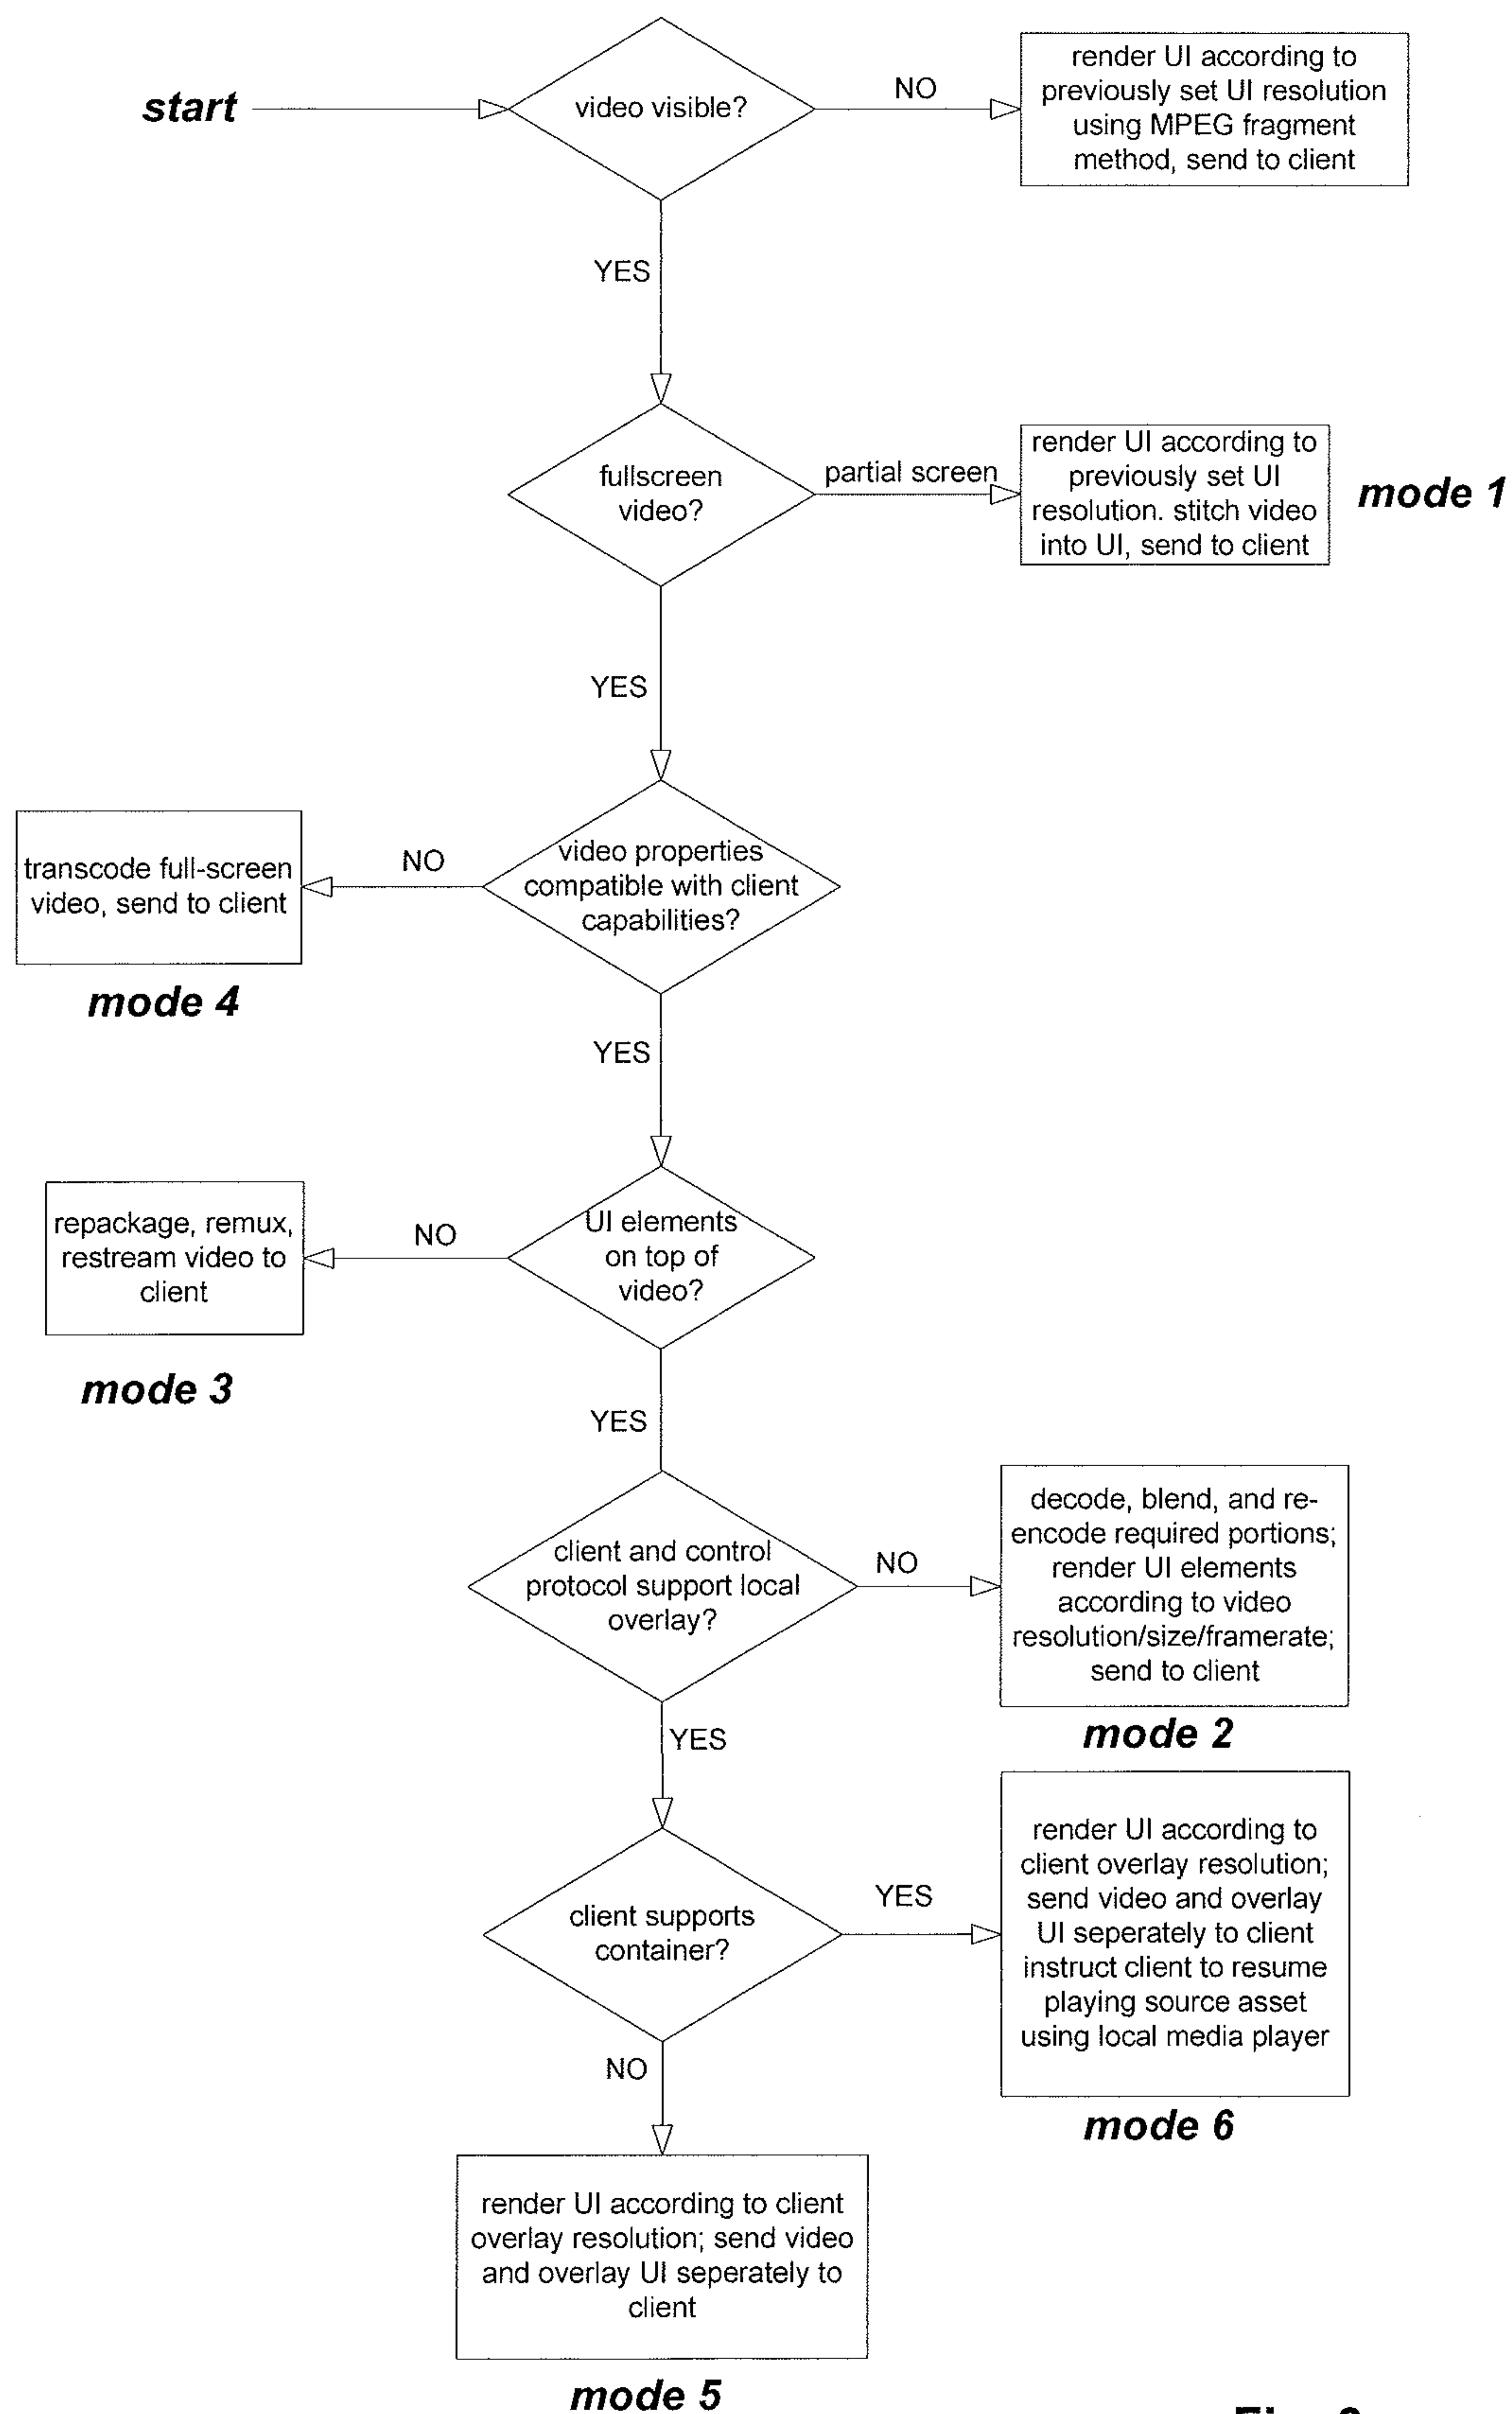 start
video visible?
NO
render UI according to
previously set UI resolution
using MPEG fragment
method, send to client
YES
fullscreen
video?
partial screen
render UI according to
previously set UI
resolution. stitch video
into UI, send to client
mode 1
YES
video properties
compatible with client
capabilities?
NO
transcode full-screen
video, send to client
mode 4
YES
UI elements
on top of
video?
NO
repackage, remux,
restream video to
client
mode 3
YES
client and control
protocol support local
overlay?
NO
decode, blend, and re-
encode required portions;
render UI elements
according to video
resolution/size/framerate;
send to client
mode 2
YES
client supports
container?
YES
render UI according to
client overlay resolution;
send video and overlay
UI seperately to client
instruct client to resume
playing source asset
using local media player
mode 6
NO
render UI according to client
overlay resolution; send video
and overlay UI seperately to
client
mode 5